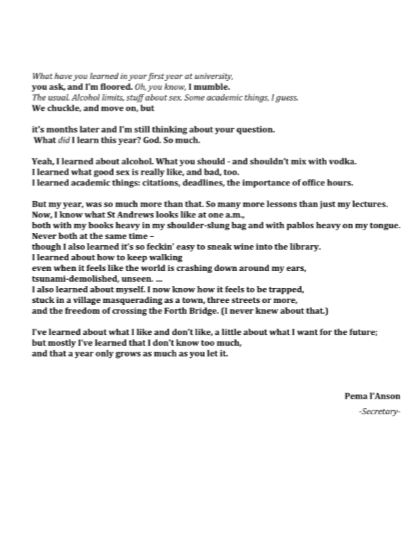 What have you learned in your first year at university,
you ask, and I'm floored. Oh, you know, I mumble.
The usual. Alcohol limits, stuff about sex. Some academic things, I guess.
We chuckle, and move on, but
it's months later and I'm still thinking about your question.
What did I learn this year? God. So much.
Yeah, I learned about alcohol. What you should - and shouldn't mix with vodka.
I learned what good sex is really like, and bad, too.
I learned academic things: citations, deadlines, the importance of office hours.
But my year, was so much more than that. So many more lessons than just my lectures.
Now, I know what St Andrews looks like at one a.m.,
both with my books heavy in my shoulder-slung bag and with pablos heavy on my tongue.
Never both at the same time –
though I also learned it's so feckin' easy to sneak wine into the library.
I learned about how to keep walking
even when it feels like the world is crashing down around my ears,
tsunami-demolished, unseen. ...
I also learned about myself. I now know how it feels to be trapped,
stuck in a village masquerading as a town, three streets or more,
and the freedom of crossing the Forth Bridge. (I never knew about that.)
I've learned about what I like and don't like, a little about what I want for the future;
but mostly I've learned that I don't know too much,
and that a year only grows as much as you let it.
Pema I'Anson
-Secretary-